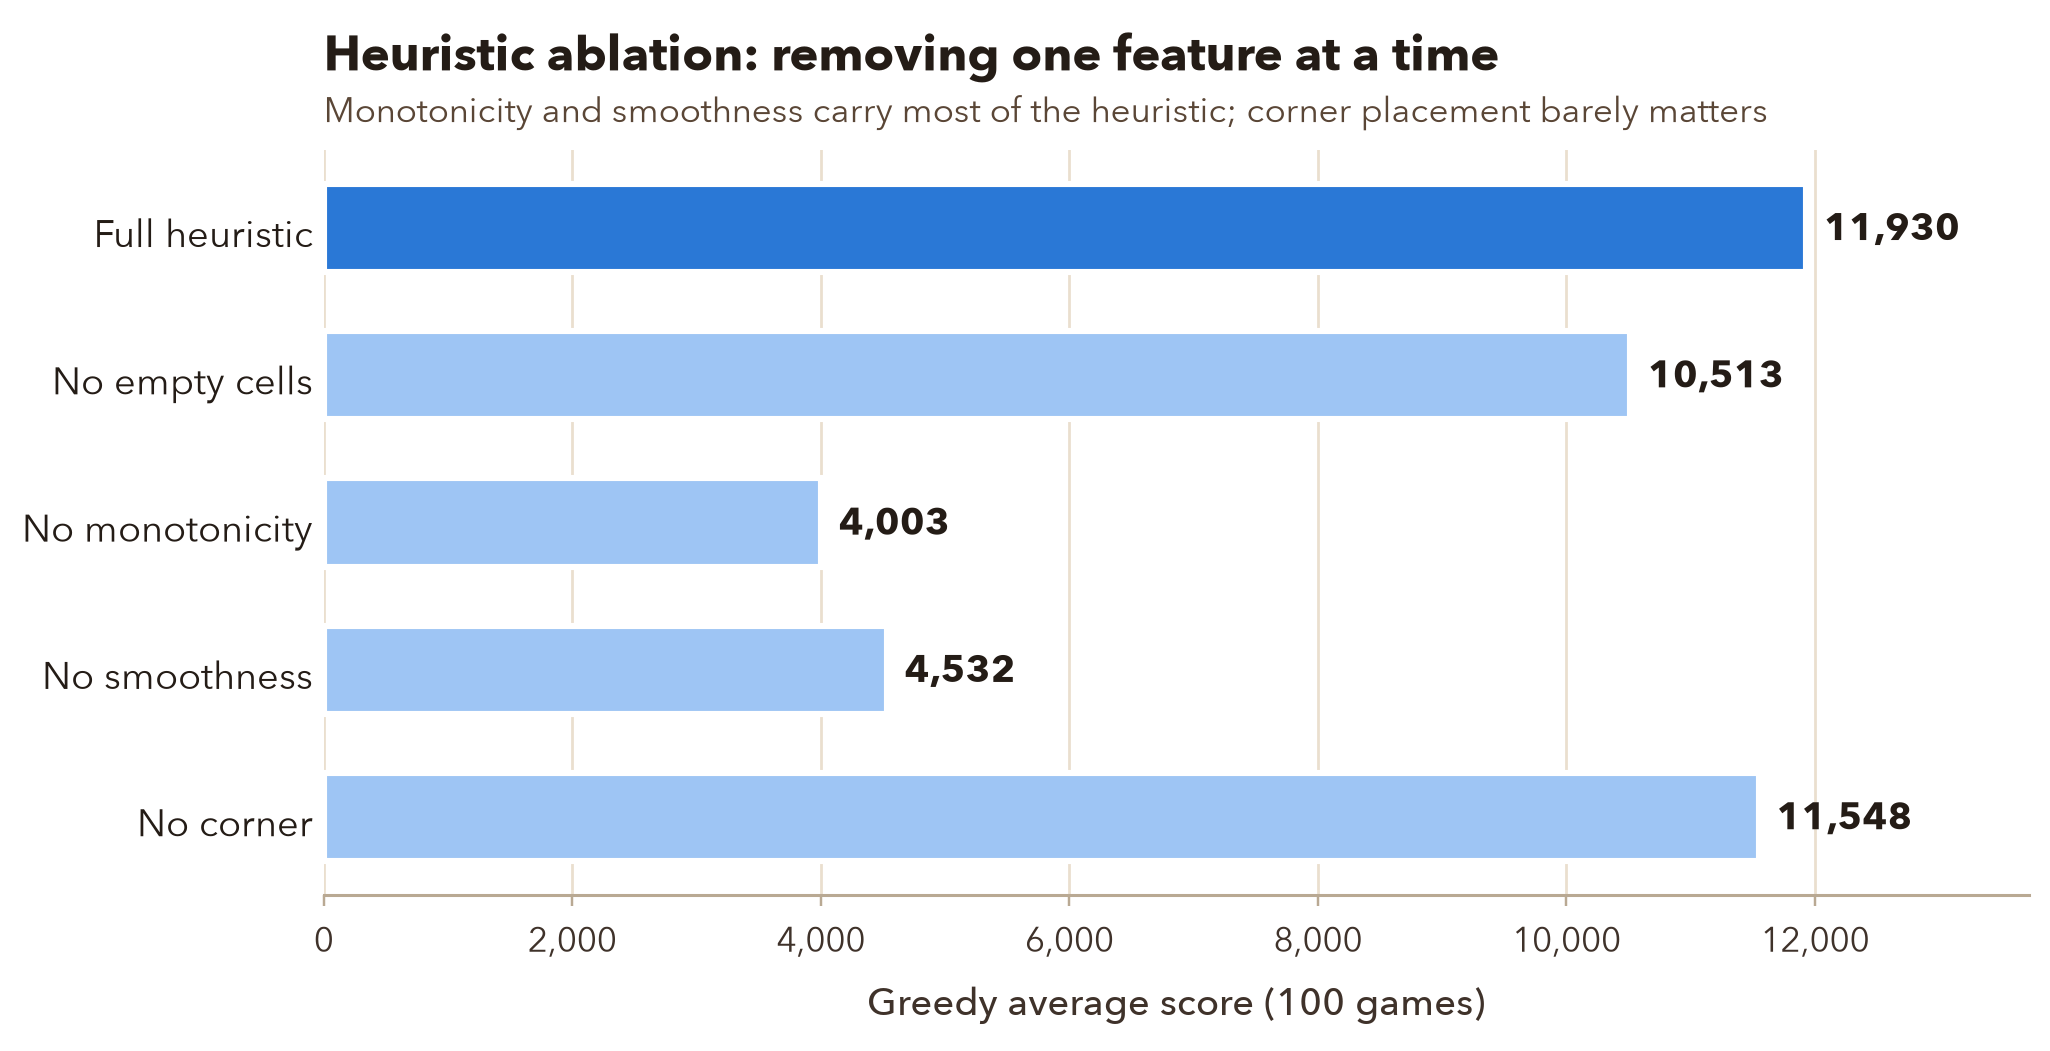 Heuristic ablation: removing one feature at a time
Monotonicity and smoothness carry most of the heuristic; corner placement barely matters
Full heuristic
11,930
No empty cells
10,513
No monotonicity
4,003
No smoothness
4,532
No corner
11,548
0
2,000
4,000
6,000
8,000
10,000
12,000
Greedy average score (100 games)